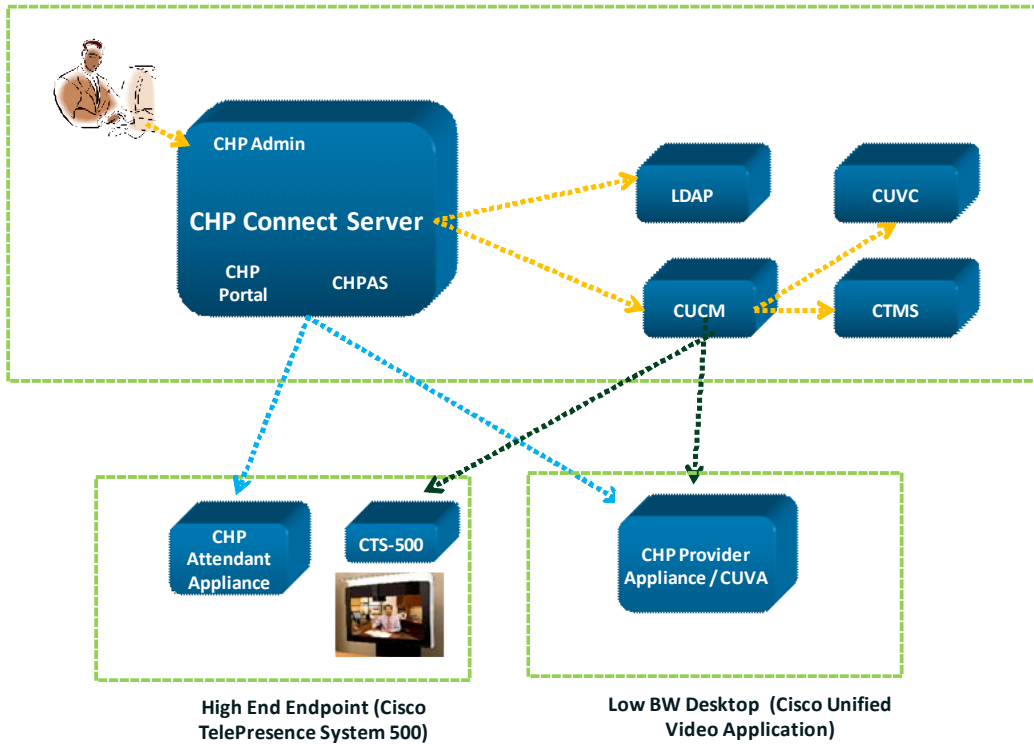 CHP Admin
CHP Connect Server
CHP
Portal
CHPAS
LDAP
CUVC
CUCM
CTMS
CHP
Attendant
Appliance
CTS-500
CHP Provider
Appliance / CUVA
High End Endpoint (Cisco
TelePresence System 500)
Low BW Desktop (Cisco Unified
Video Application)